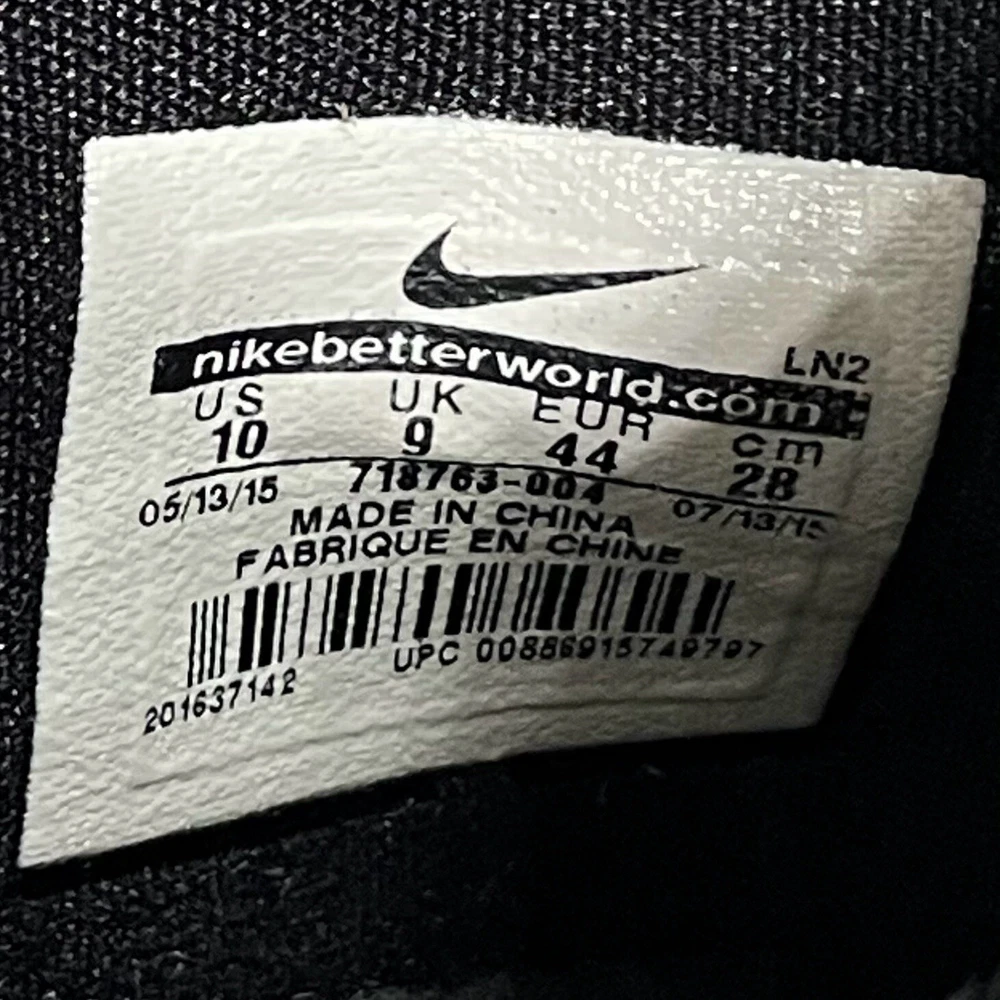 nikebetterworld.com
LN2
US UK EUR cm
10 9 44 28
05/13/15 718763-004 07/13/15
MADE IN CHINA
FABRIQUE EN CHINE
UPC 00886915749797
201637142